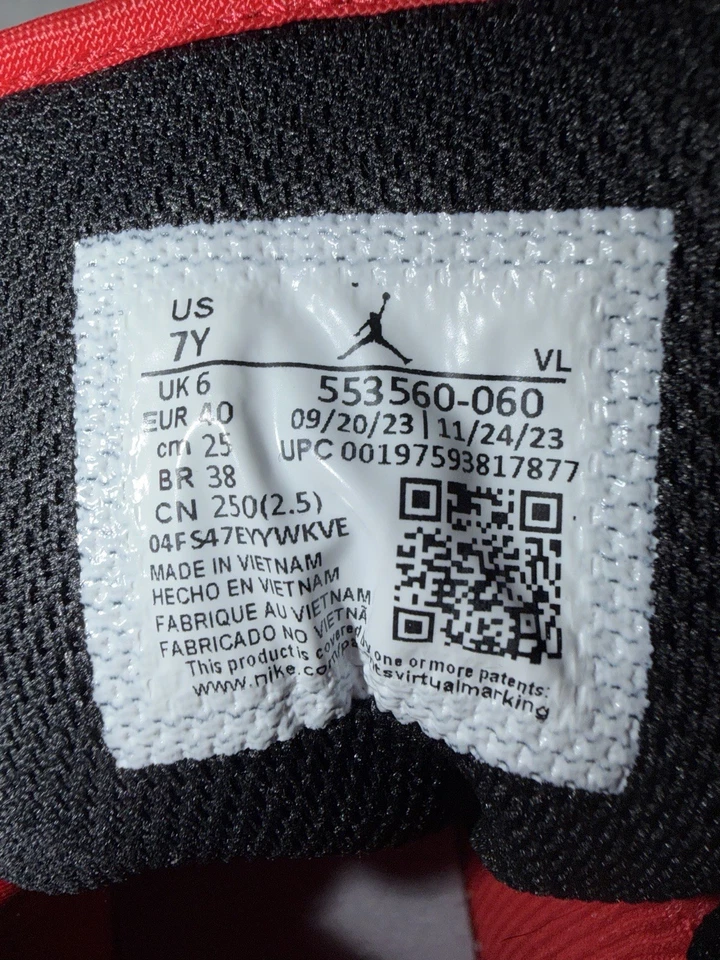 US
7Y
VL
UK 6
EUR 40
cm 25
BR 38
CN 250(2.5)
04FS47EYYWKVE
553560-060
09/20/23 | 11/24/23
UPC 00197593817877
MADE IN VIETNAM
HECHO EN VIETNAM
FABRIQUE AU VIETNAM
FABRICADO NO VIETNÃ
This product is covered by one or more patents:
www.nike.com/pa tsvirtualmarking